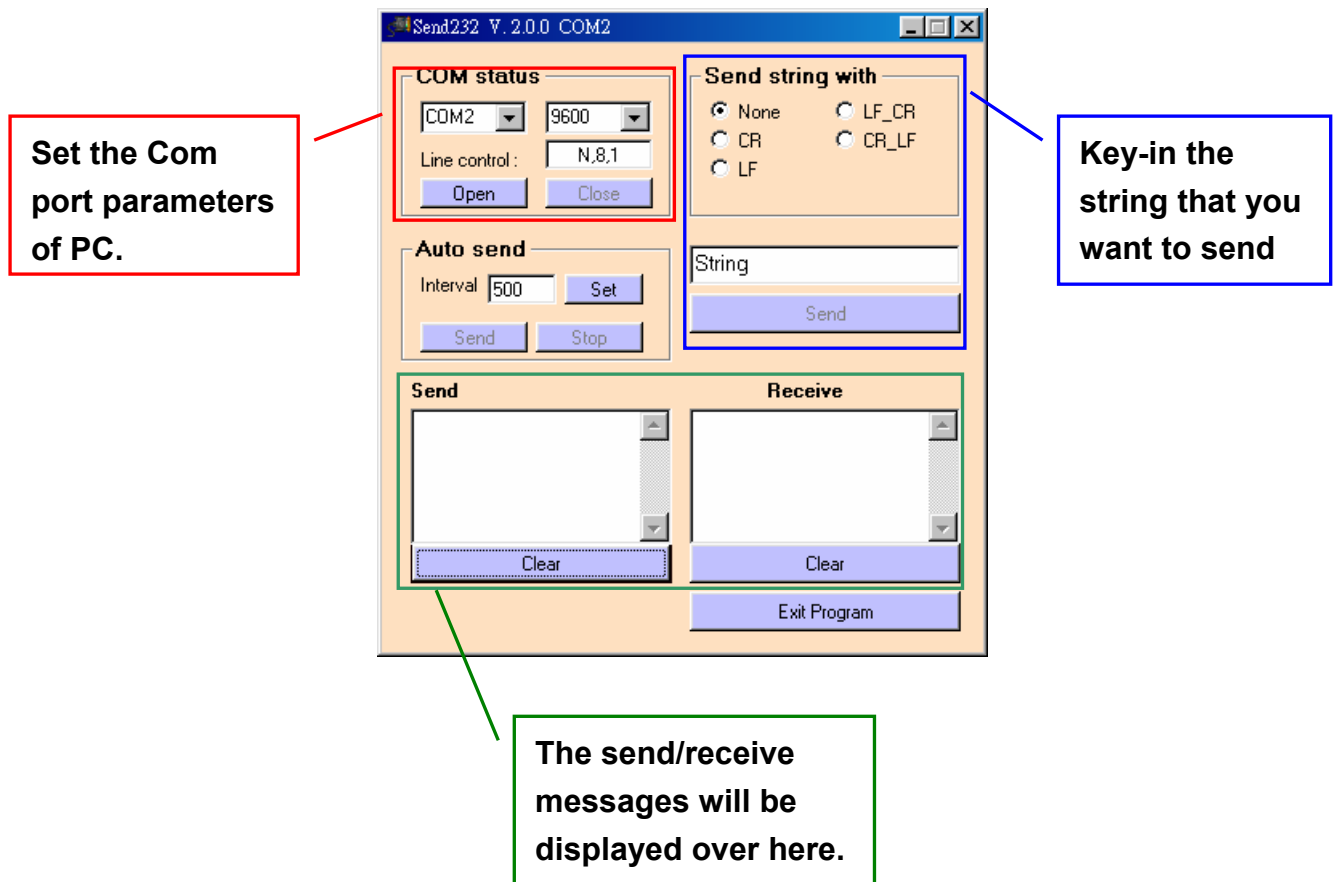 Send232 V. 2.0.0 COM2
COM status
COM2
9600
Line control :
N,8,1
Open
Close
Send string with
None
LF_CR
CR
CR_LF
LF
Set the Com
port parameters
of PC.
Key-in the
string that you
want to send
Auto send
Interval
500
Set
Send
Stop
String
Send
Send
Receive
Clear
Clear
Exit Program
The send/receive
messages will be
displayed over here.